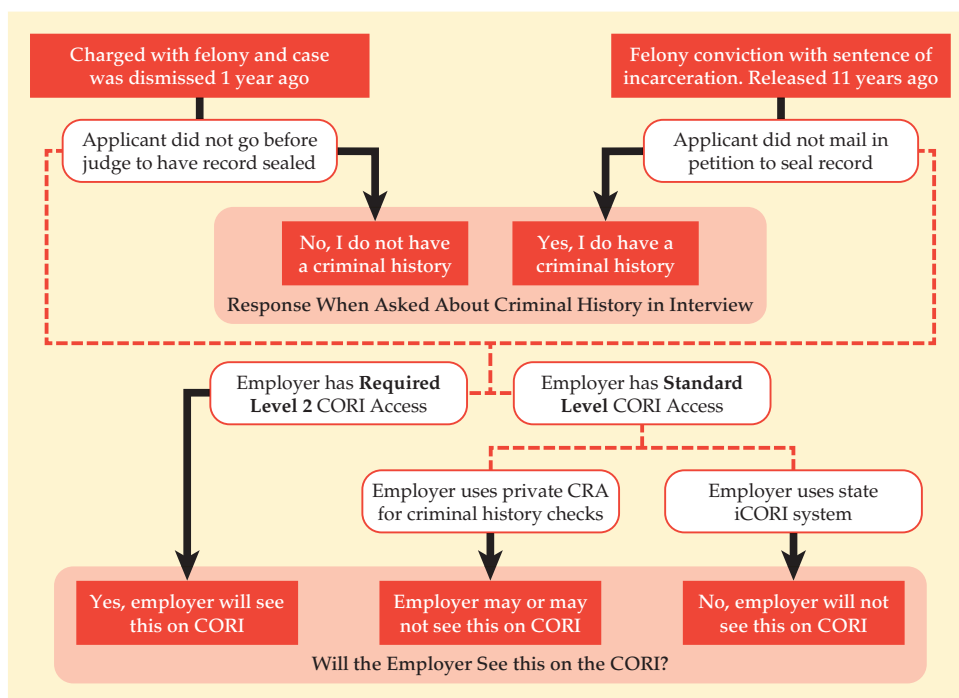 Charged with felony and case
was dismissed 1 year ago
Felony conviction with sentence of
incarceration. Released 11 years ago
Applicant did not go before
judge to have record sealed
Applicant did not mail in
petition to seal record
No, I do not have
a criminal history
Yes, I do have a
criminal history
Response When Asked About Criminal History in Interview
Employer has Required
Level 2 CORI Access
Employer has Standard
Level CORI Access
Employer uses private CRA
for criminal history checks
Employer uses state
iCORI system
Yes, employer will see
this on CORI
Employer may or may
not see this on CORI
No, employer will not
see this on CORI
Will the Employer See this on the CORI?